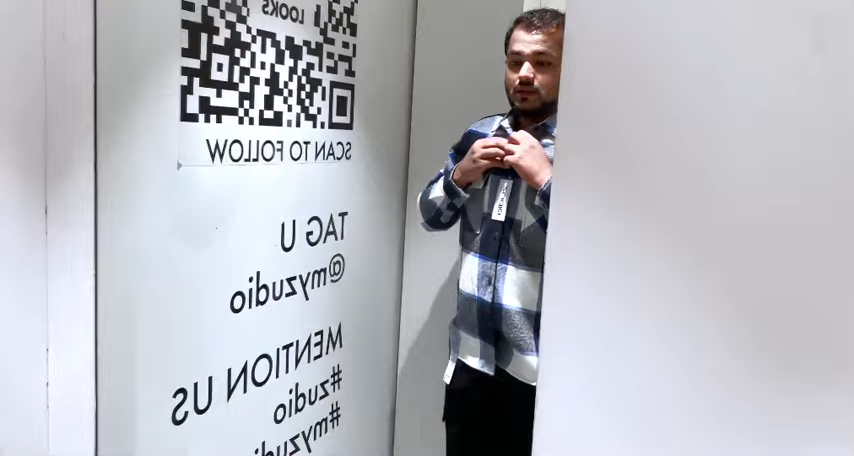 LOOKS
SCAN TO FOLLOW
TAG U
@myzudio
MENTION US
#zudio
#myzudio